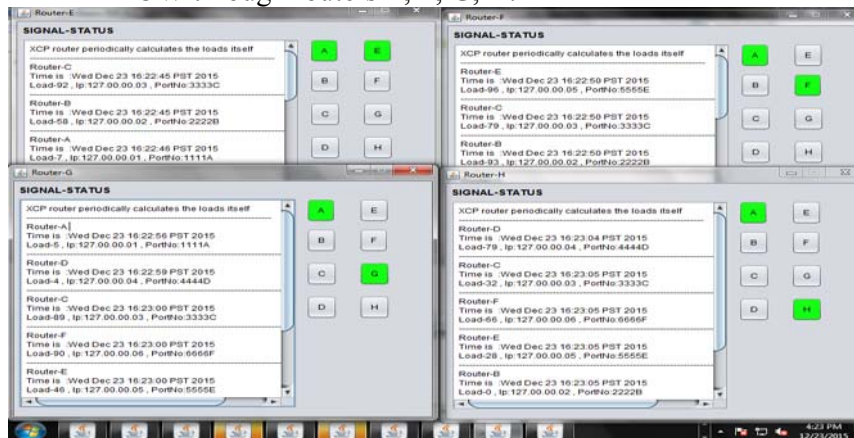 Router-E
SIGNAL-STATUS
XCP router periodically calculates the loads itself
Router-C
Time is :Wed Dec 23 16:22:45 PST 2015
Load-92 , Ip:127.00.00.03 , PortNo:3333C
Router-B
Time is :Wed Dec 23 16:22:45 PST 2015
Load-58 , Ip:127.00.00.02 , PortNo:2222B
Router-A
Time is :Wed Dec 23 16:22:46 PST 2015
Load-7 , Ip:127.00.00.01 , PortNo:1111A
A E
B F
C G
D H
Router-F
SIGNAL-STATUS
XCP router periodically calculates the loads itself
Router-E
Time is :Wed Dec 23 16:22:50 PST 2015
Load-96 , Ip:127.00.00.05 , PortNo:5555E
Router-C
Time is :Wed Dec 23 16:22:50 PST 2015
Load-79 , Ip:127.00.00.03 , PortNo:3333C
Router-B
Time is :Wed Dec 23 16:22:50 PST 2015
Load-93 , Ip:127.00.00.02 , PortNo:2222B
A E
B F
C G
D H
Router-G
SIGNAL-STATUS
XCP router periodically calculates the loads itself
Router-A
Time is :Wed Dec 23 16:22:56 PST 2015
Load-5 , Ip:127.00.00.01 , PortNo:1111A
Router-D
Time is :Wed Dec 23 16:22:59 PST 2015
Load-4 , Ip:127.00.00.04 , PortNo:4444D
Router-C
Time is :Wed Dec 23 16:23:00 PST 2015
Load-89 , Ip:127.00.00.03 , PortNo:3333C
Router-F
Time is :Wed Dec 23 16:23:00 PST 2015
Load-90 , Ip:127.00.00.06 , PortNo:6666F
Router-E
Time is :Wed Dec 23 16:23:00 PST 2015
Load-46 , Ip:127.00.00.05 , PortNo:5555E
A E
B F
C G
D H
Router-H
SIGNAL-STATUS
XCP router periodically calculates the loads itself
Router-D
Time is :Wed Dec 23 16:23:04 PST 2015
Load-79 , Ip:127.00.00.04 , PortNo:4444D
Router-C
Time is :Wed Dec 23 16:23:05 PST 2015
Load-32 , Ip:127.00.00.03 , PortNo:3333C
Router-F
Time is :Wed Dec 23 16:23:05 PST 2015
Load-66 , Ip:127.00.00.06 , PortNo:6666F
Router-E
Time is :Wed Dec 23 16:23:05 PST 2015
Load-28 , Ip:127.00.00.05 , PortNo:5555E
Router-B
Time is :Wed Dec 23 16:23:05 PST 2015
Load-0 , Ip:127.00.00.02 , PortNo:2222B
A E
B F
C G
D H
4:23 PM
12/23/2015